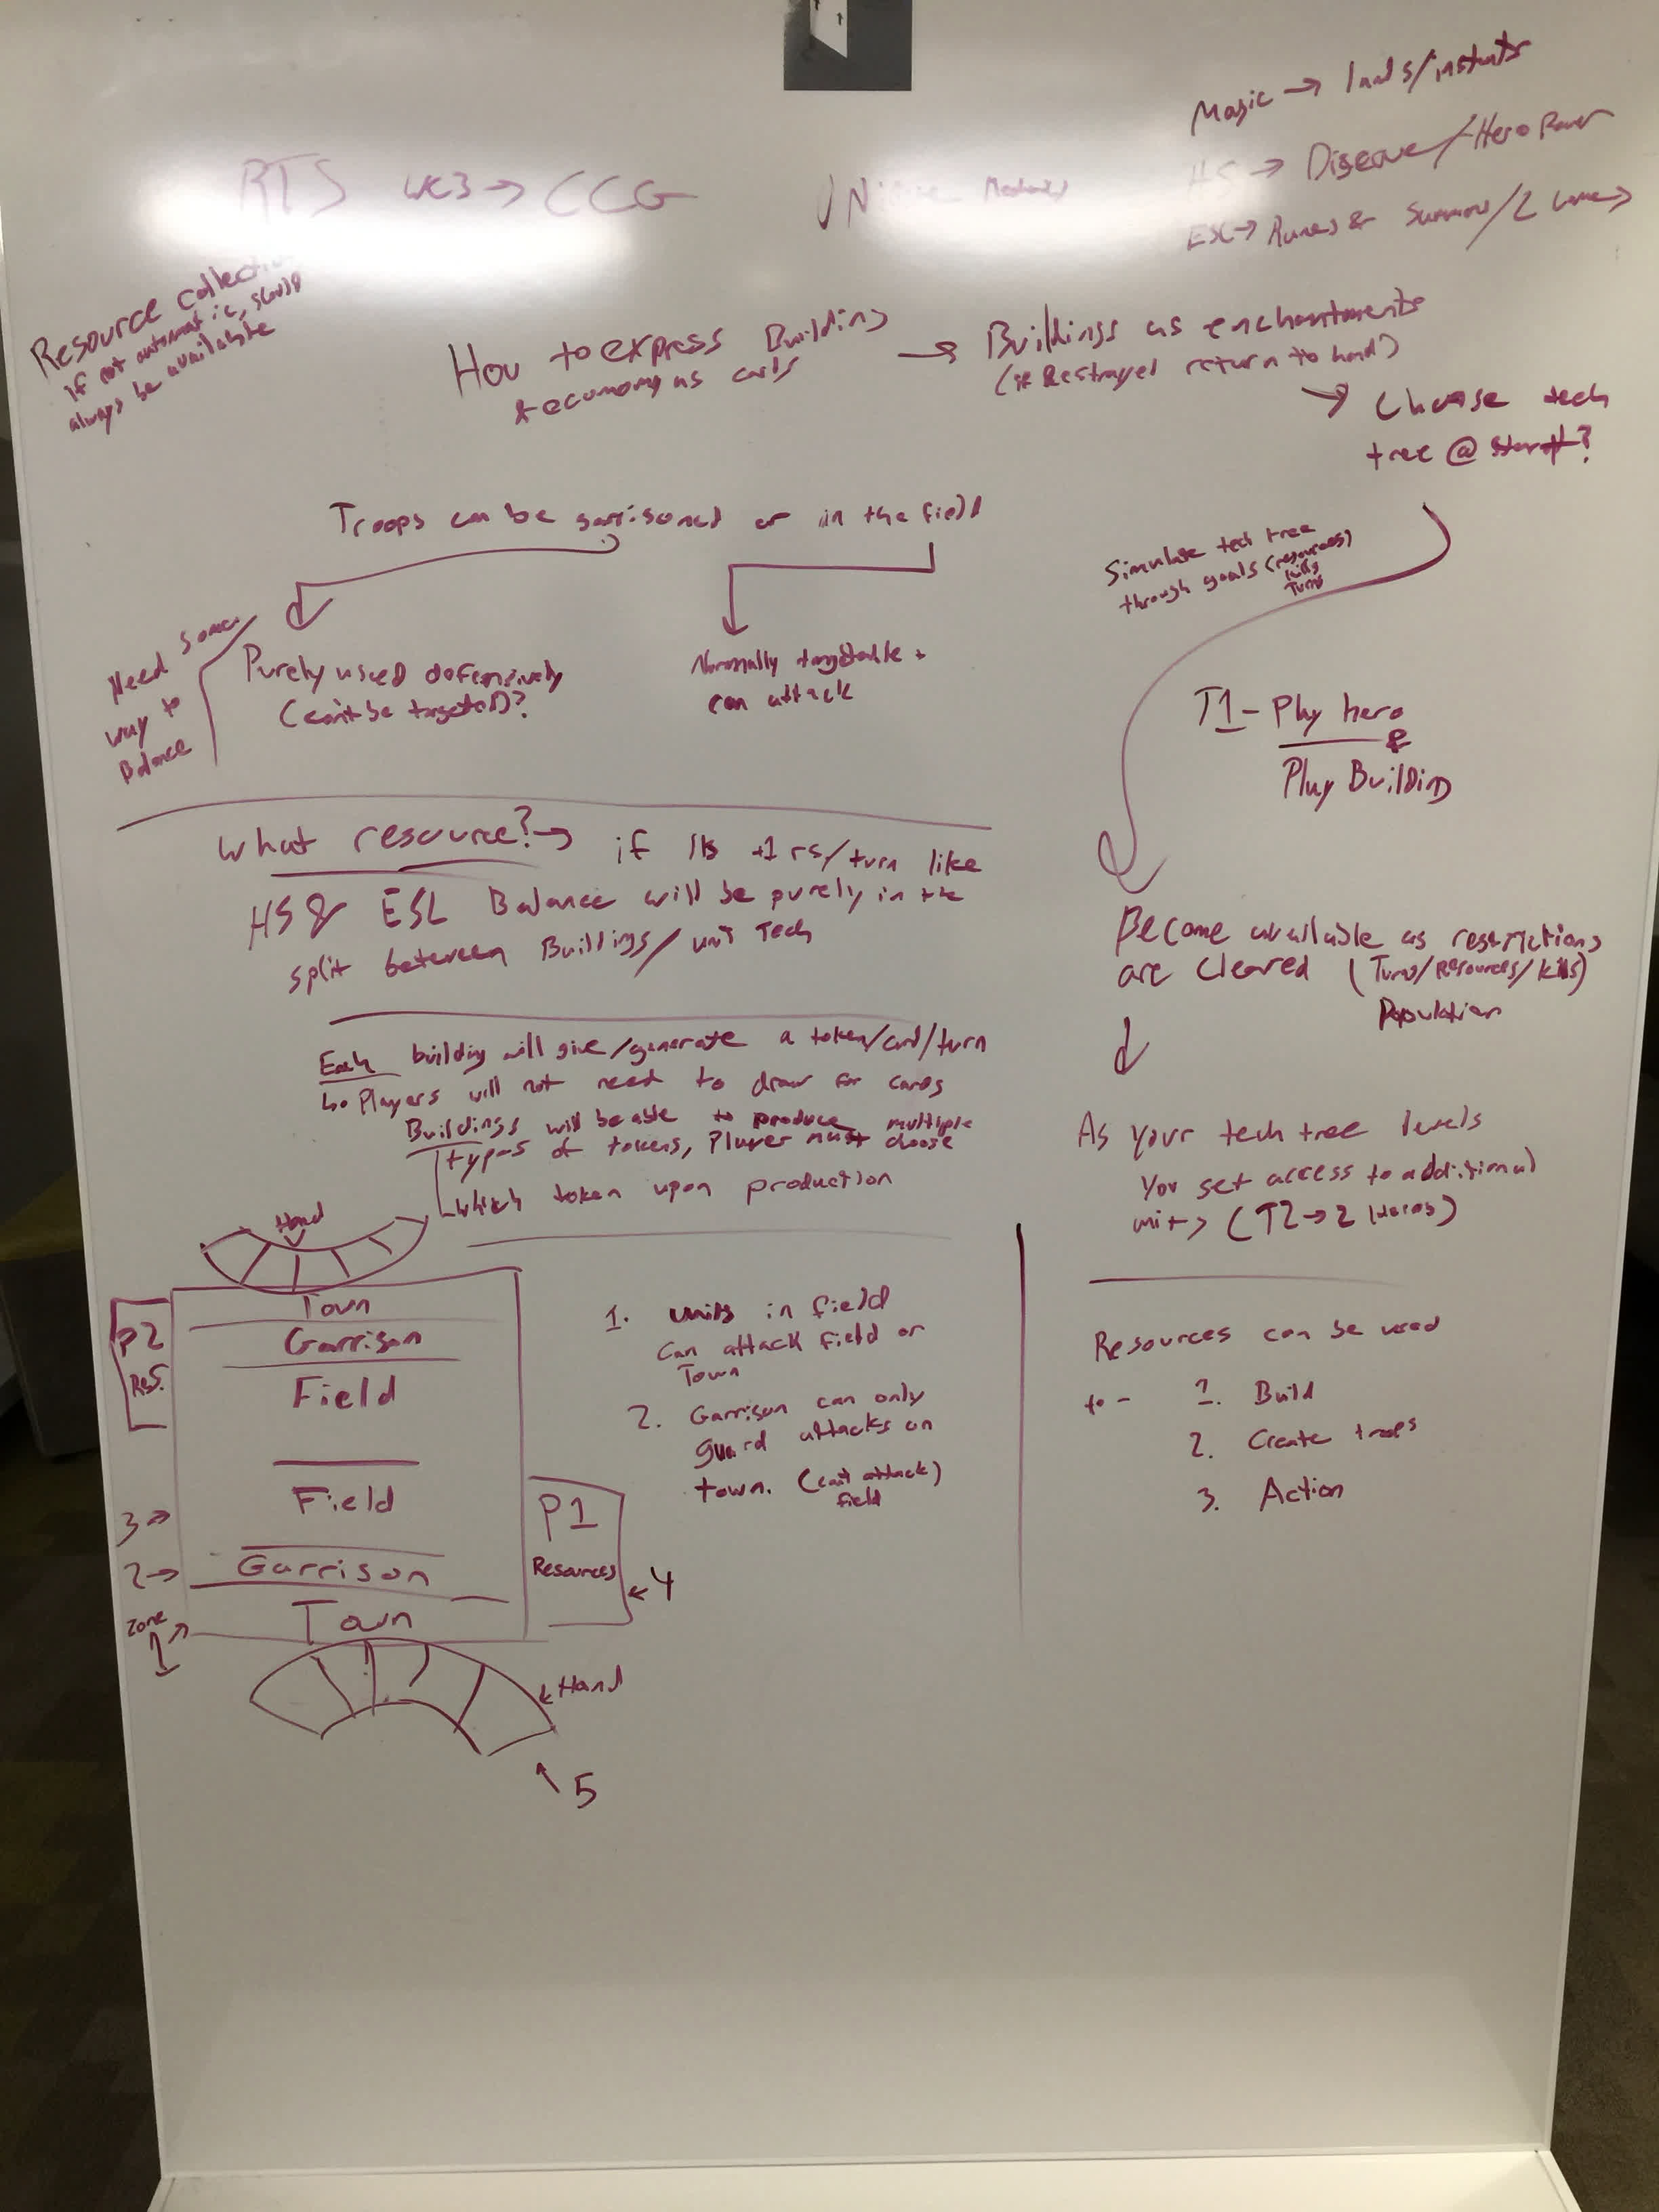 RTS WC3 → CCG
UNique Mechanics
Magic → lands/instants
HS → Discover/Hero Power
ESL → Runes & Summon/2 Lanes
Resource collection
if not automatic, should
always be available
How to express Building
& economy as cards
→ Buildings as enchantments
(if Destroyed return to hand)
→ Choose tech
tree @ start?
Troops can be garrisoned or in the field
Need some
way to
Balance
Purely used defensively
(can't be targeted)?
Normally targetable +
can attack
Simulate tech tree
through goals (resources)
kills
Turns
T1 - Play hero
&
Play Building
What resource? → if its +1 rs/turn like
HS & ESL Balance will be purely in the
split between Buildings/unit Tech
Become available as restrictions
are cleared (Turns/Resources/kills)
Population
Each building will give/generate a token/card/turn
↳ Players will not need to draw for cards
Buildings will be able to produce multiple
types of tokens, Player must choose
which token upon production
As your tech tree levels
You get access to additional
units (T2 → 2 Heros)
Hand
Town
Garrison
Field
P2
Res.
Field
Garrison
Town
3 →
2 →
Zone
1
P1
Resources
← 4
← Hand
5
1. Units in field
can attack Field or
Town
2. Garrison can only
guard attacks on
town. (can't attack)
field
Resources can be used
to - 1. Build
2. Create troops
3. Action